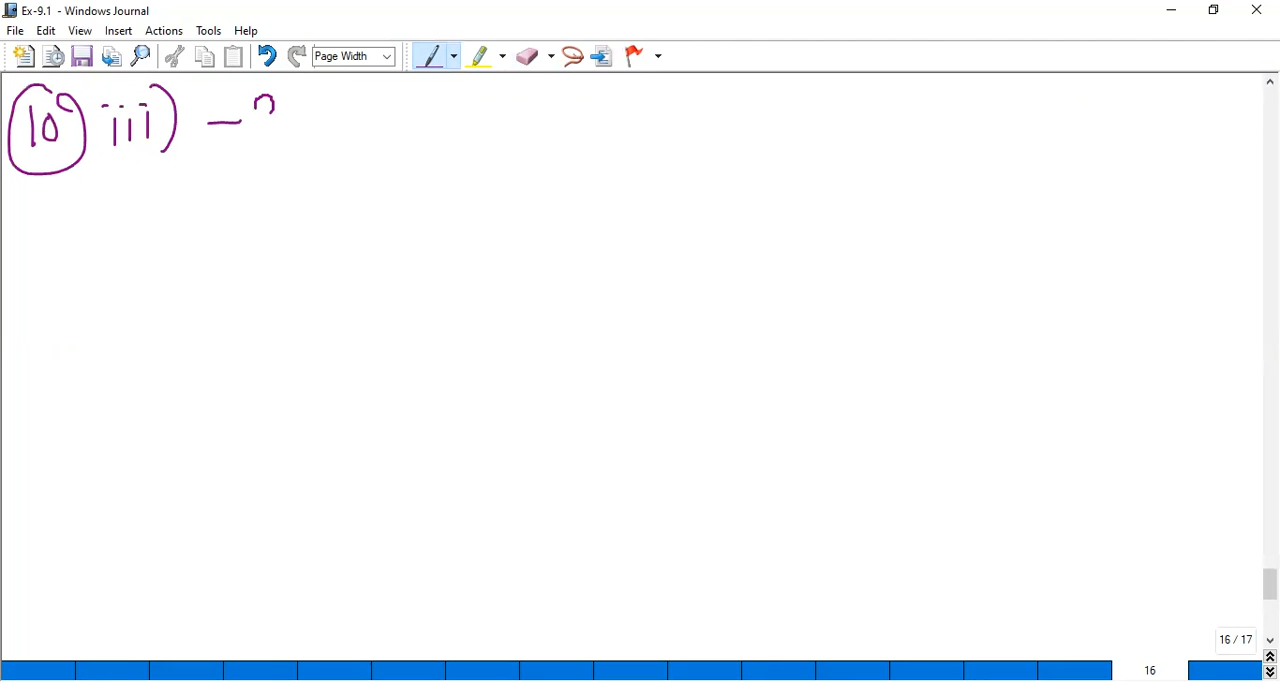 Ex-9.1 - Windows Journal
File Edit View Insert Actions Tools Help
Page Width
10 iii) -
16 / 17
16